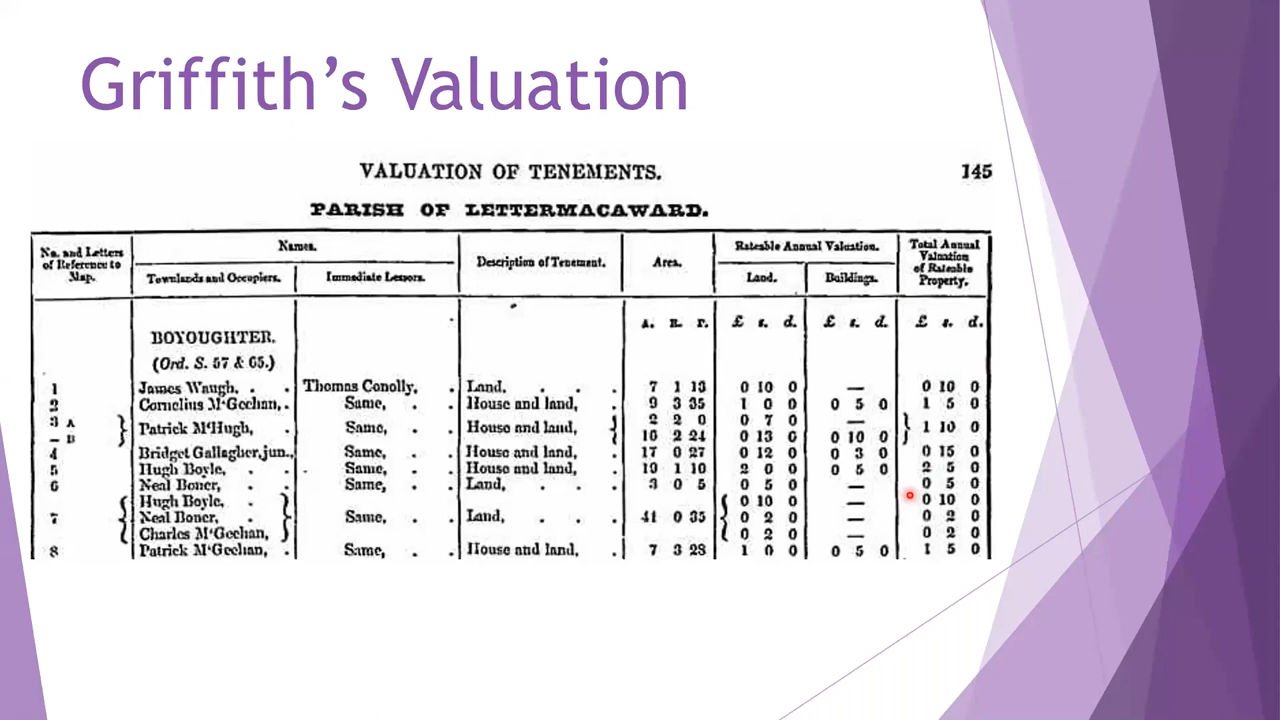 Griffith's Valuation
VALUATION OF TENEMENTS. 145
PARISH OF LETTERMACAWARD.
No. and Letters of Reference to Map. Names. Townlands and Occupiers. Immediate Lessors. Description of Tenement. Area. Rateable Annual Valuation. Land. Buildings. Total Annual Valuation of Rateable Property.
A. R. P. £ s. d. £ s. d. £ s. d.
BOYOUGHTER.
(Ord. S. 57 & 65.)
1 James Waugh, . . Thomas Conolly, . Land, . . . 7 1 13 0 10 0 — 0 10 0
2 Cornelius M'Geehan, . Same, . . House and land, . 9 3 35 1 0 0 0 5 0 1 5 0
3 A Patrick M'Hugh, . Same, . . House and land, 2 2 0 0 7 0 — 1 10 0
— B 16 2 24 0 13 0 0 10 0
4 Bridget Gallagher, jun., Same, . . House and land, . 17 0 27 0 12 0 0 3 0 0 15 0
5 Hugh Boyle, . . Same, . . House and land, . 19 1 10 2 0 0 0 5 0 2 5 0
6 Neal Boner, . . Same, . . Land, . . . 3 0 5 0 5 0 — 0 5 0
Hugh Boyle, . 0 10 0 — 0 10 0
7 Neal Boner, . Same, . . Land, . . . 41 0 35 0 2 0 — 0 2 0
Charles M'Geehan, 0 2 0 — 0 2 0
8 Patrick M'Geehan, . Same, . . House and land, . 7 3 28 1 0 0 0 5 0 1 5 0